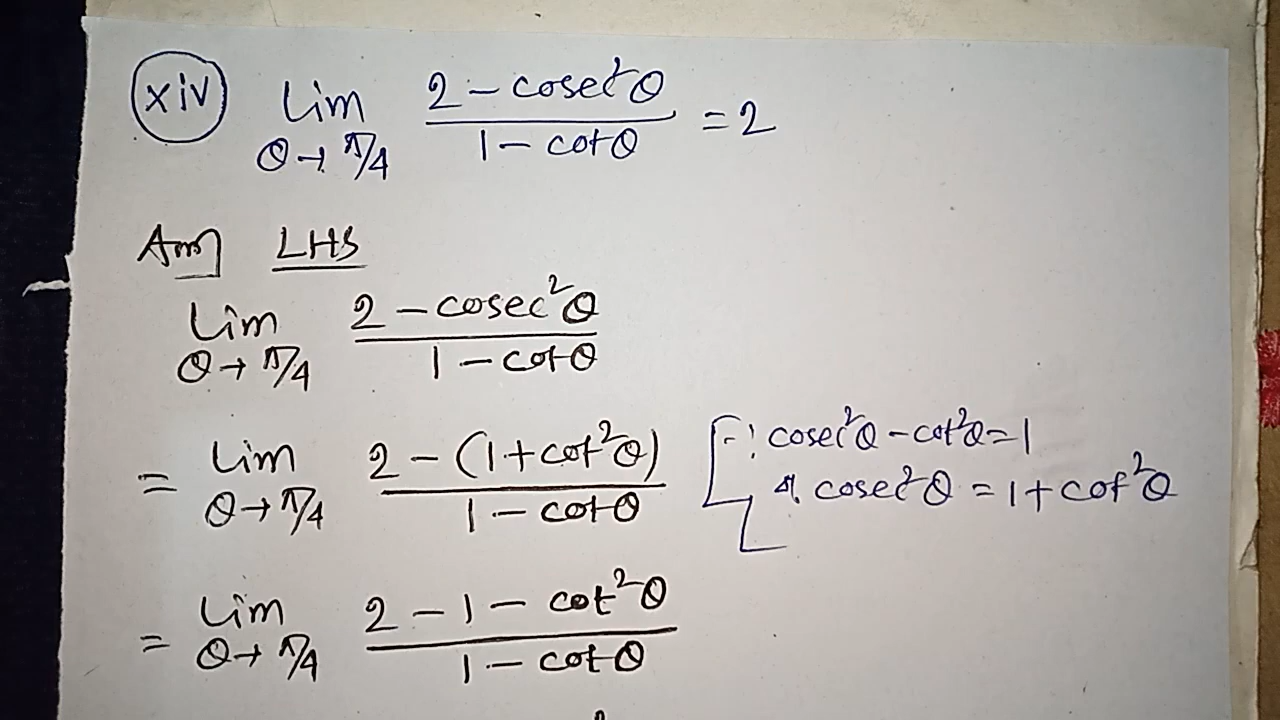 (xiv) Lim θ→π/4 (2 - cosec²θ)/(1 - cotθ) = 2
Ans LHS
Lim θ→π/4 (2 - cosec²θ)/(1 - cotθ)
= Lim θ→π/4 (2 - (1 + cot²θ))/(1 - cotθ) [∵ cosec²θ - cot²θ = 1
or cosec²θ = 1 + cot²θ
= Lim θ→π/4 (2 - 1 - cot²θ)/(1 - cotθ)